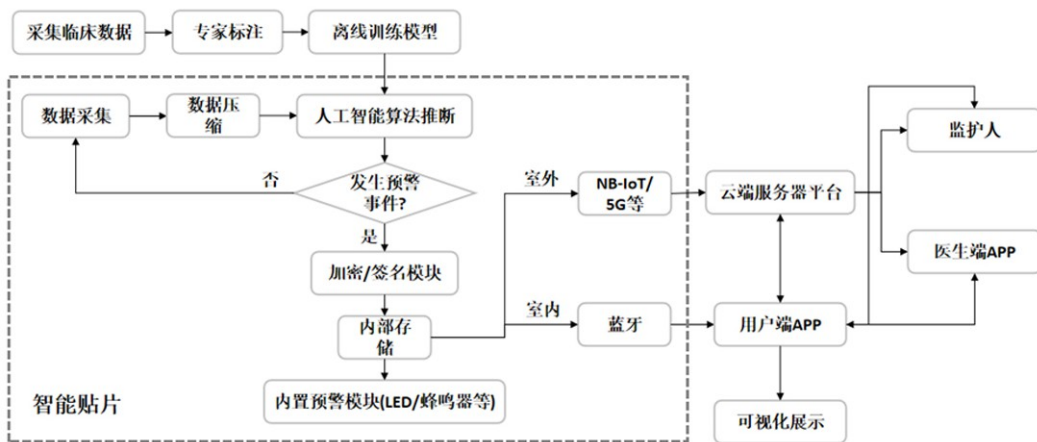 采集临床数据
专家标注
离线训练模型
数据采集
数据压
缩
人工智能算法推断
监护人
否
发生预警
事件?
室外
NB-IoT/
5G等
云端服务器平台
是
加密/签名模块
医生端APP
室内
内部存
储
蓝牙
用户端APP
智能贴片
内置预警模块(LED/蜂鸣器等)
可视化展示